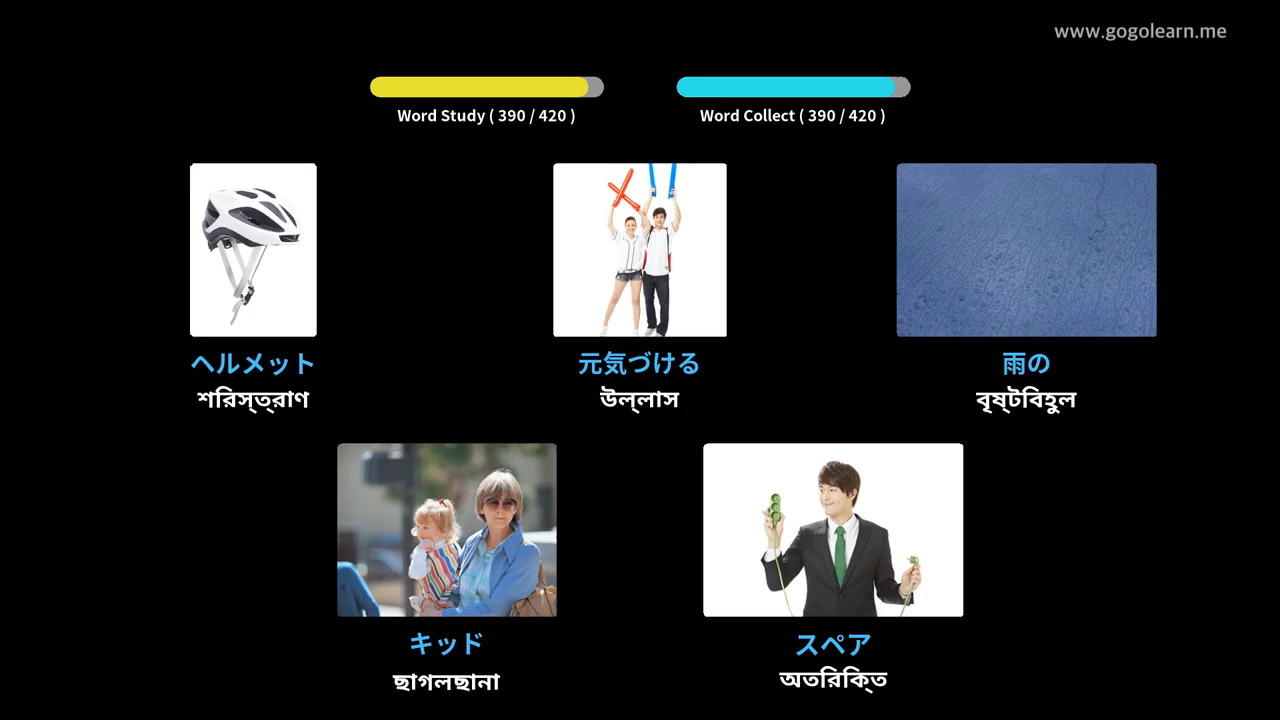 www.gogolearn.me
Word Study ( 390 / 420 )
Word Collect ( 390 / 420 )
ヘルメット
元気づける
雨の
শরিস্ত্রাণ
উল্লাস
বৃষ্টবিহুল
キッド
スペア
ছাগলছানা
অতরিকি্ত